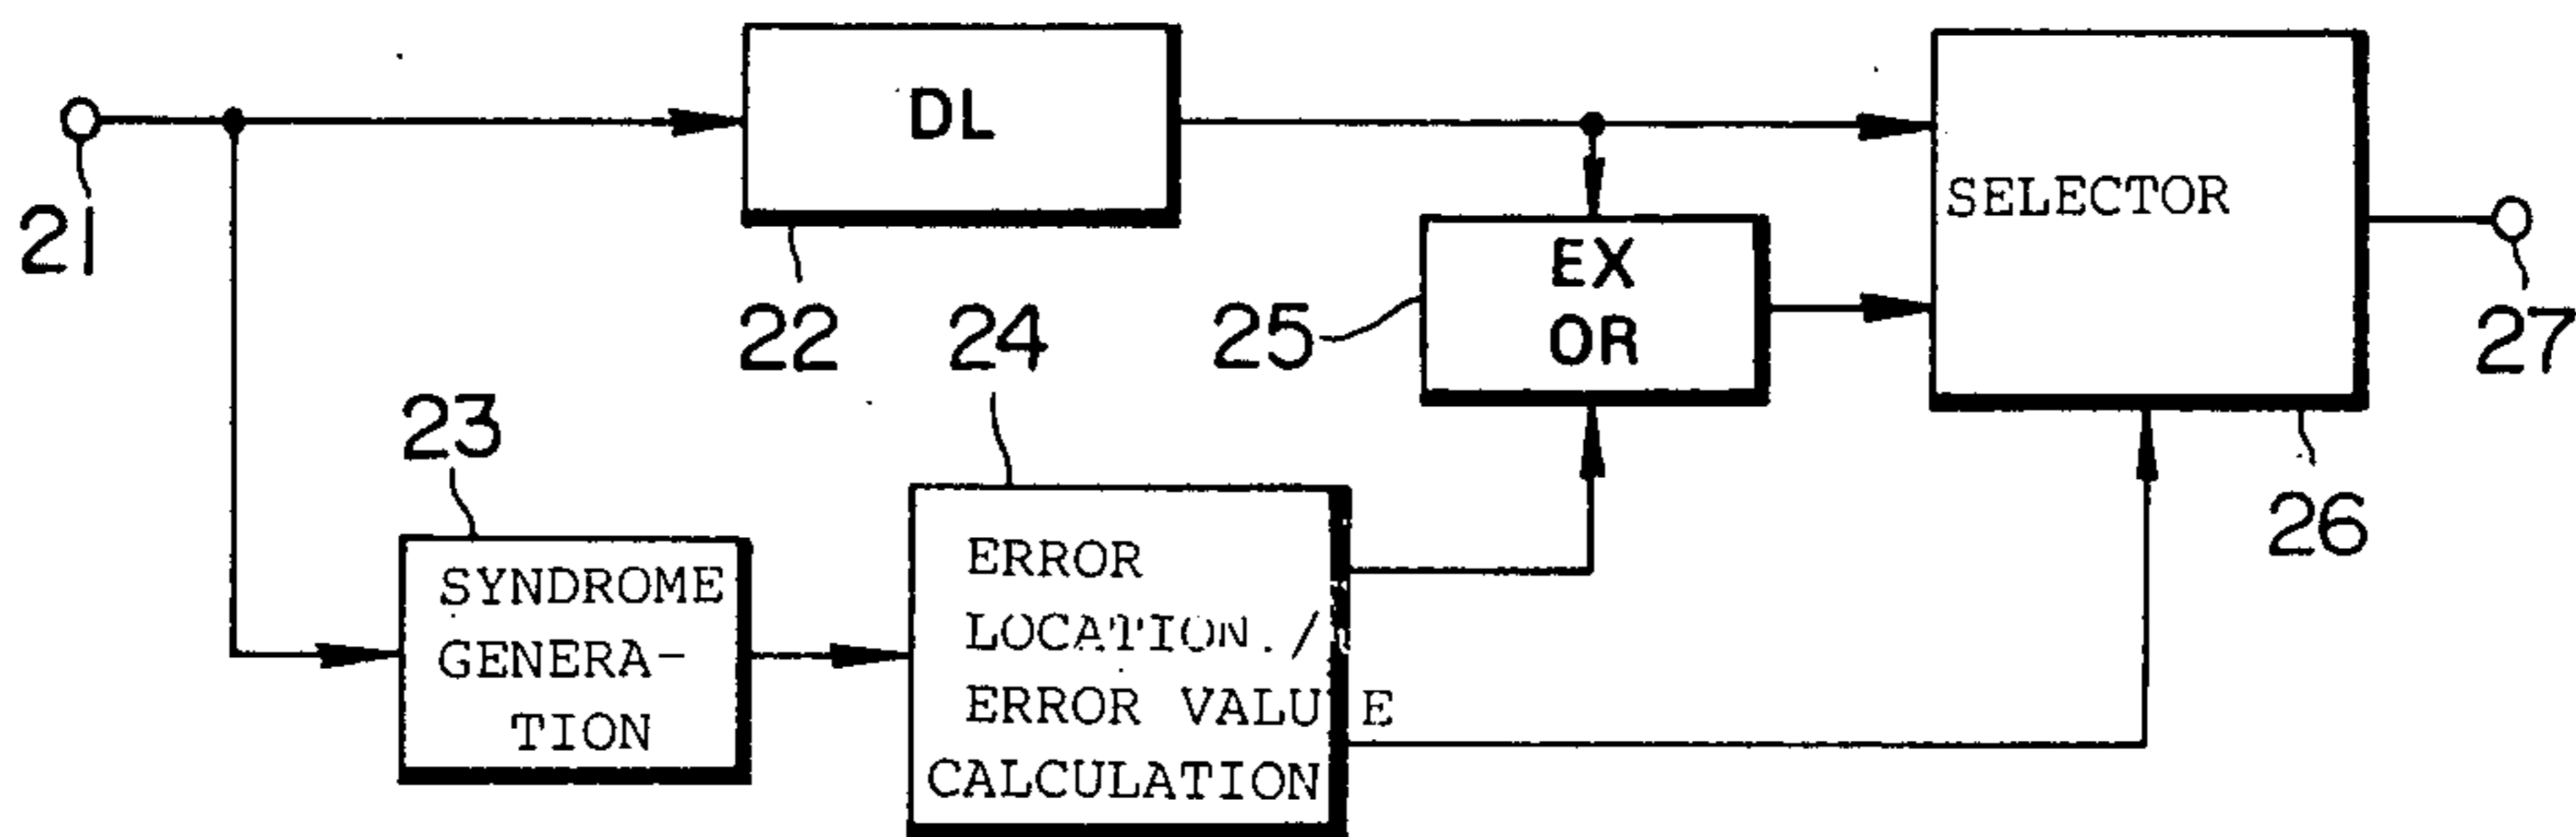 DL
21
SELECTOR
EX
OR
22
24
25
27
23
26
SYNDROME
GENERA-
TION
ERROR
LOCATION./
ERROR VALUE
CALCULATION